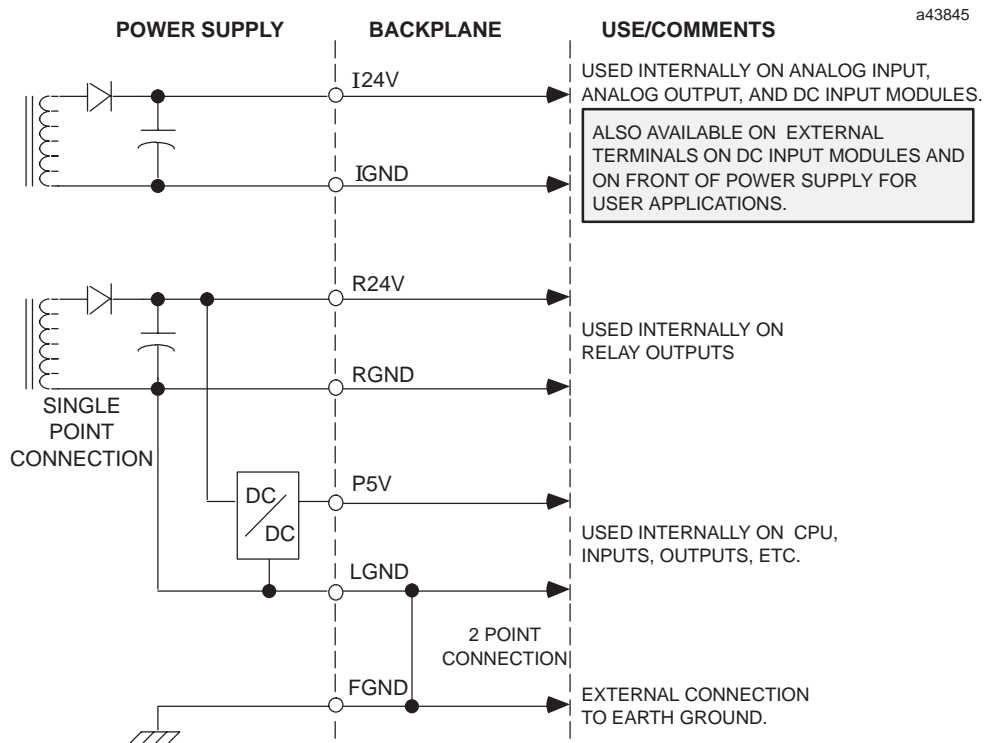 a43845
POWER SUPPLY
BACKPLANE
USE/COMMENTS
I24V
USED INTERNALLY ON ANALOG INPUT,
ANALOG OUTPUT, AND DC INPUT MODULES.
ALSO AVAILABLE ON EXTERNAL
TERMINALS ON DC INPUT MODULES AND
ON FRONT OF POWER SUPPLY FOR
USER APPLICATIONS.
IGND
R24V
USED INTERNALLY ON
RELAY OUTPUTS
RGND
SINGLE
POINT
CONNECTION
DC
DC
P5V
USED INTERNALLY ON CPU,
INPUTS, OUTPUTS, ETC.
LGND
2 POINT
CONNECTION
FGND
EXTERNAL CONNECTION
TO EARTH GROUND.